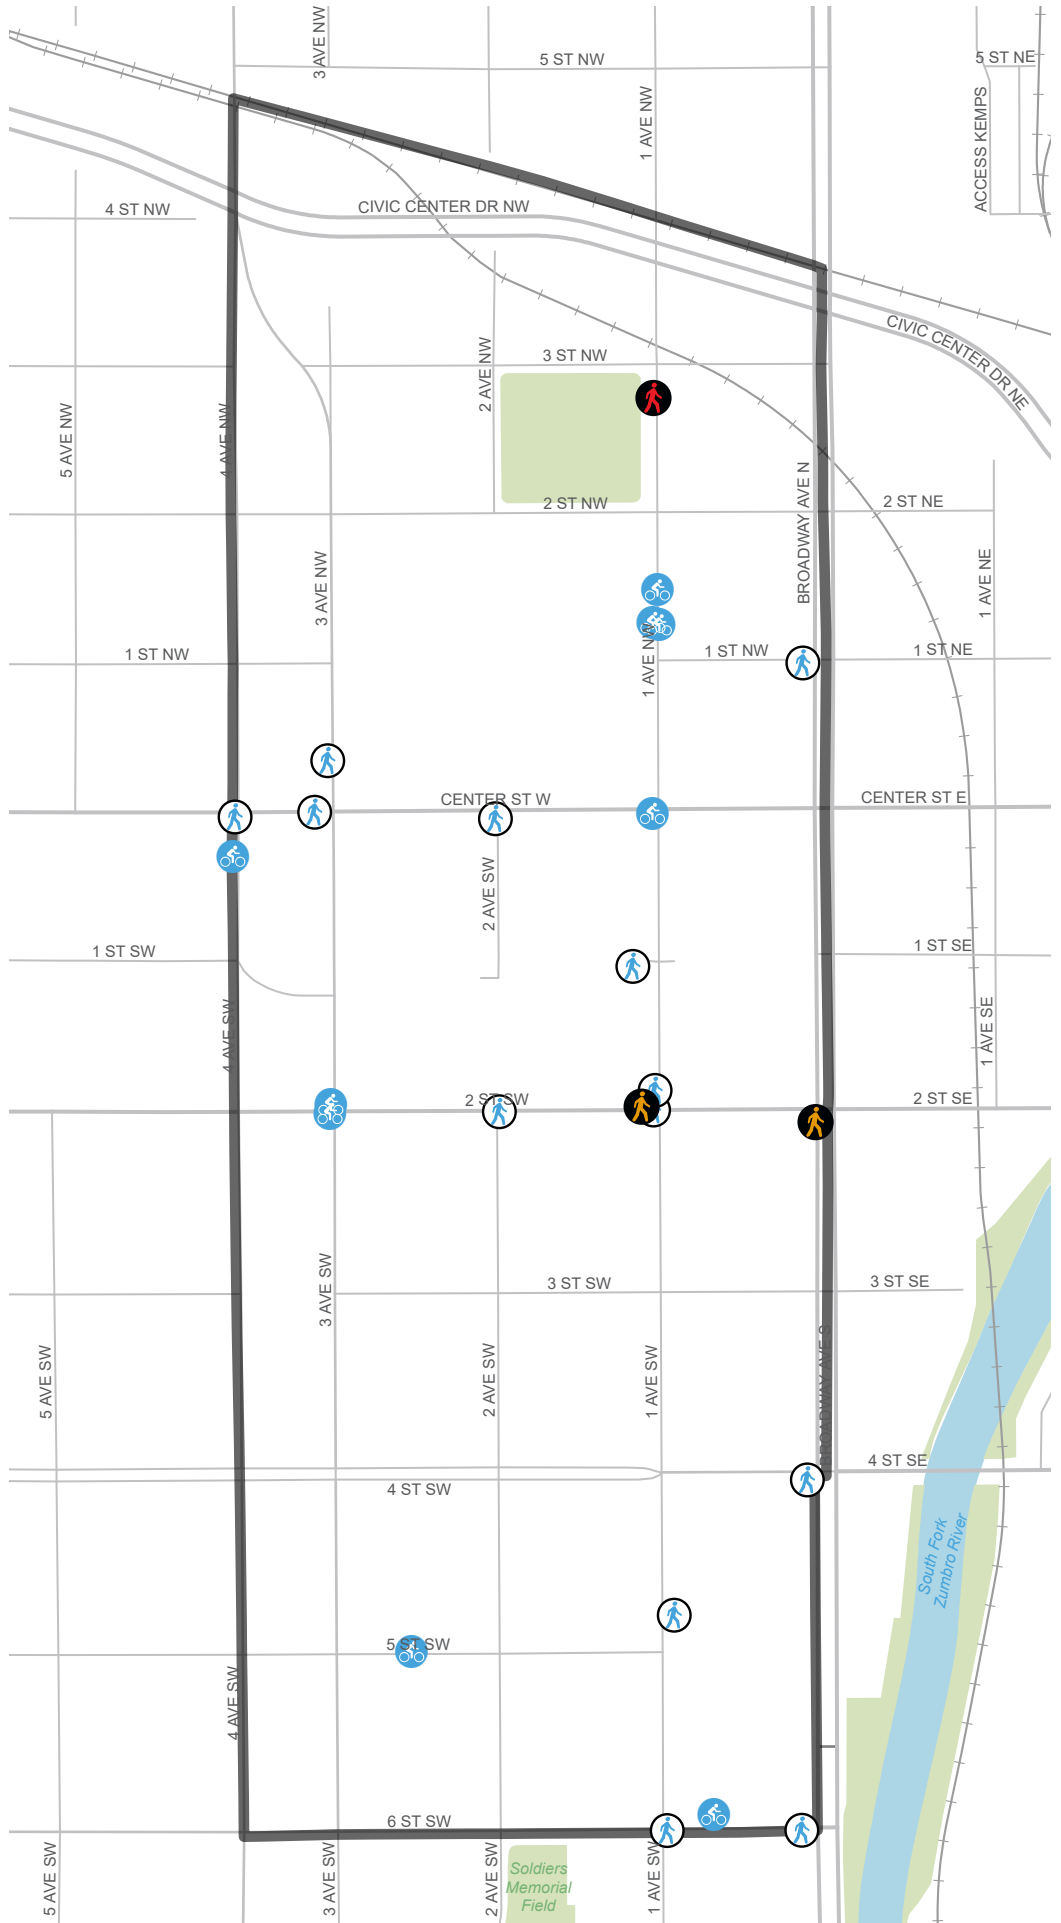 3 AVE NW
5 ST NW
5 ST NE
1 AVE NW
ACCESS KEMPS
4 ST NW
CIVIC CENTER DR NW
CIVIC CENTER DR NE
3 ST NW
2 AVE NW
5 AVE NW
4 AVE NW
BROADWAY AVE N
2 ST NW
2 ST NE
3 AVE NW
1 AVE NE
1 AVE NW
1 ST NW
1 ST NW
1 ST NE
CENTER ST W
CENTER ST E
2 AVE SW
1 ST SW
1 ST SE
4 AVE SW
1 AVE SE
2 ST SW
2 ST SE
3 AVE SW
3 ST SW
3 ST SE
5 AVE SW
2 AVE SW
1 AVE SW
BROADWAY AVE S
4 ST SW
4 ST SE
South Fork
Zumbro River
5 ST SW
4 AVE SW
6 ST SW
5 AVE SW
3 AVE SW
2 AVE SW
Soldiers
Memorial
Field
1 AVE SW